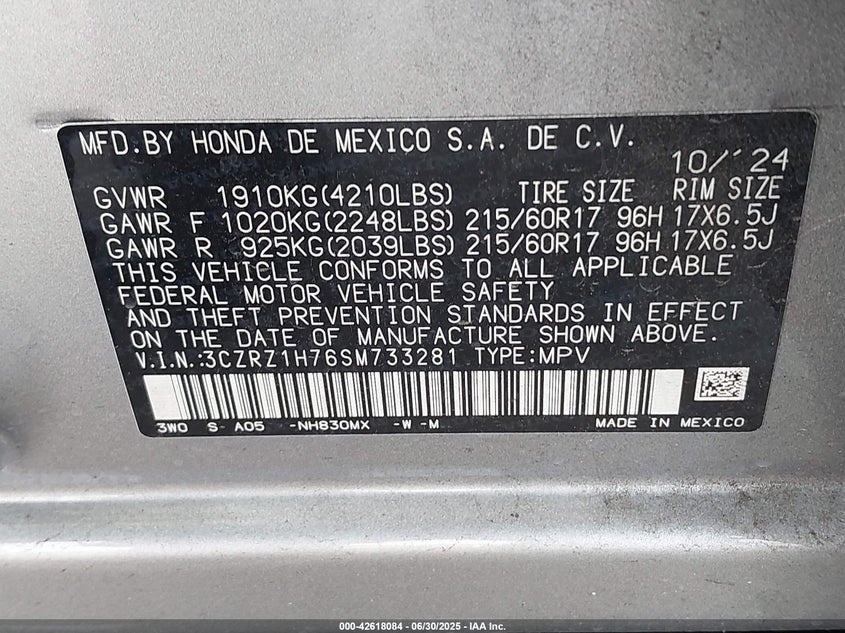 MFD.BY HONDA DE MEXICO S.A. DE C.V.
10/'24
GVWR 1910KG(4210LBS) TIRE SIZE RIM SIZE
GAWR F 1020KG(2248LBS) 215/60R17 96H 17X6.5J
GAWR R 925KG(2039LBS) 215/60R17 96H 17X6.5J
THIS VEHICLE CONFORMS TO ALL APPLICABLE
FEDERAL MOTOR VEHICLE SAFETY
AND THEFT PREVENTION STANDARDS IN EFFECT
ON THE DATE OF MANUFACTURE SHOWN ABOVE.
V.I.N.:3CZRZ1H76SM733281 TYPE:MPV
3W0 S- A05 -NH830MX -W -M MADE IN MEXICO
000-42618084 - 06/30/2025 - IAA Inc.